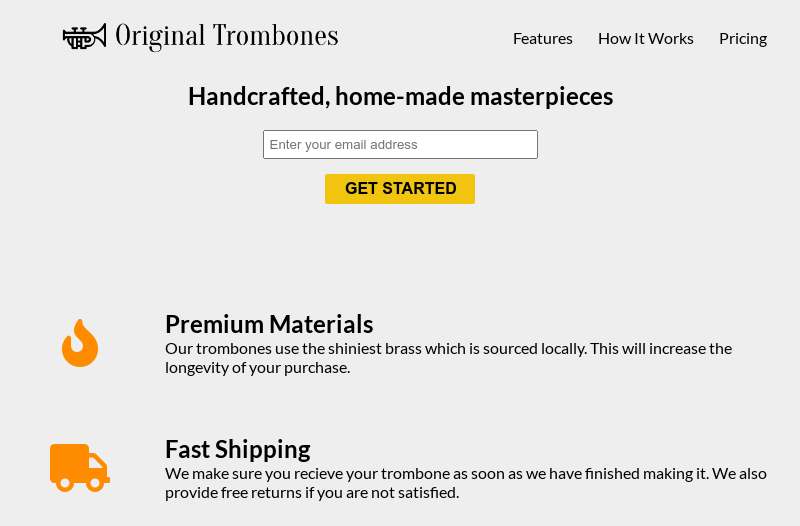 Original Trombones
Features
How It Works
Pricing
Handcrafted, home-made masterpieces
Enter your email address
GET STARTED
Premium Materials
Our trombones use the shiniest brass which is sourced locally. This will increase the
longevity of your purchase.
Fast Shipping
We make sure you recieve your trombone as soon as we have finished making it. We also
provide free returns if you are not satisfied.